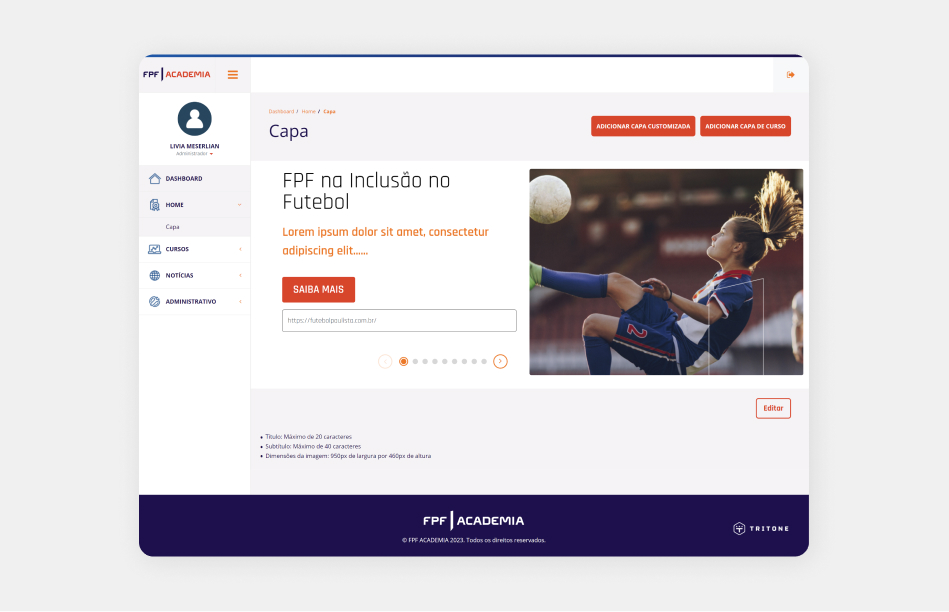 FPF ACADEMIA
LIVIA MESERLIAN
Administrador
DASHBOARD
HOME
Capa
CURSOS
NOTÍCIAS
ADMINISTRATIVO
Dashboard / Home / Capa
Capa
ADICIONAR CAPA CUSTOMIZADA
ADICIONAR CAPA DE CURSO
FPF na Inclusão no
Futebol
Lorem ipsum dolor sit amet, consectetur
adipiscing elit......
SAIBA MAIS
https://futebolpaulista.com.br/
2
Editar
Título: Máximo de 20 caracteres
Subtítulo: Máximo de 40 caracteres
Dimensões da imagem: 950px de largura por 460px de altura
FPF ACADEMIA
© FPF ACADEMIA 2023. Todos os direitos reservados.
TRITONE